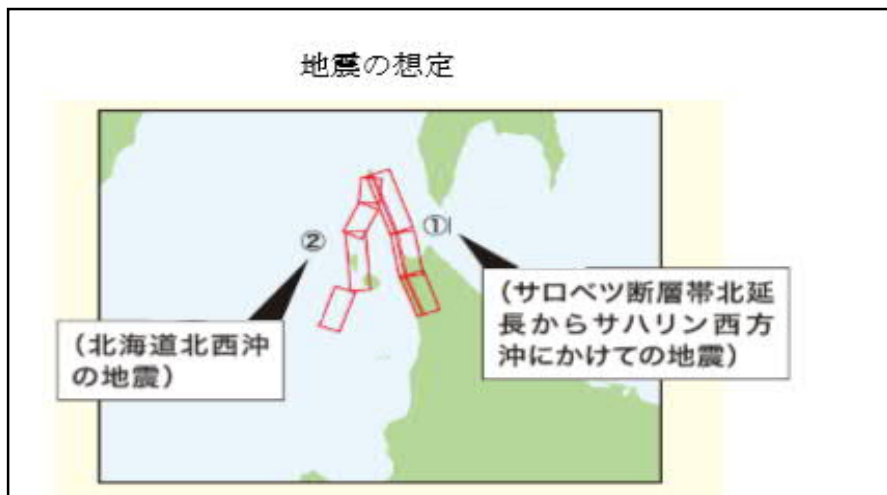 地震の想定
①
②
(サロベツ断層帯北延
長からサハリン西方
沖にかけての地震)
(北海道北西沖
の地震)